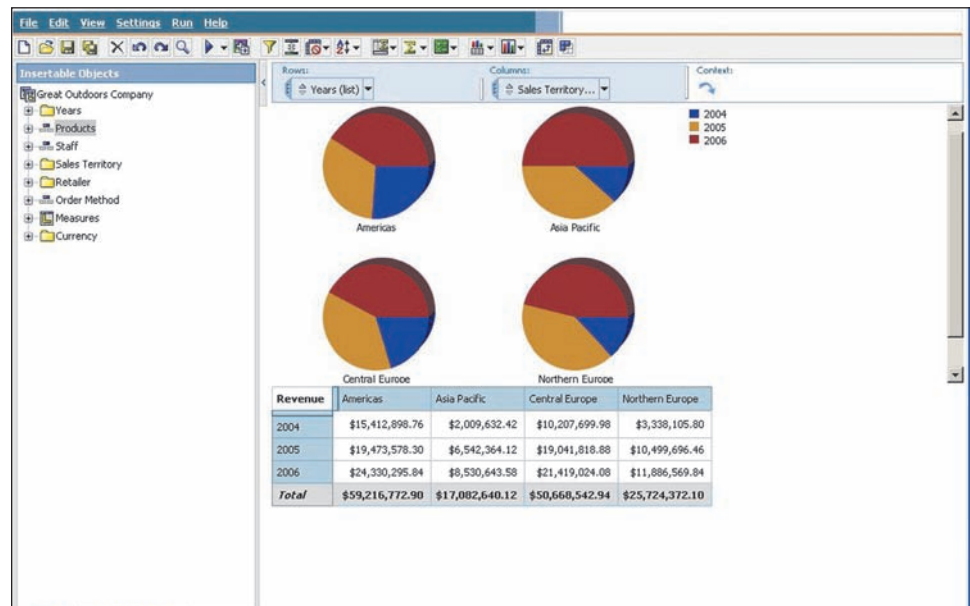 File Edit View Settings Run Help
Insertable Objects
Great Outdoors Company
Years
Products
Staff
Sales Territory
Retailer
Order Method
Measures
Currency
Rows:
Years (list)
Columns:
Sales Territory...
Context:
2004
2005
2006
Americas
Asia Pacific
Central Europe
Northern Europe
Revenue Americas Asia Pacific Central Europe Northern Europe
2004 $15,412,898.76 $2,009,632.42 $10,207,699.98 $3,338,105.80
2005 $19,473,578.30 $6,542,364.12 $19,041,818.88 $10,499,696.46
2006 $24,330,295.84 $8,530,643.58 $21,419,024.08 $11,886,569.84
Total $59,216,772.90 $17,082,640.12 $50,668,542.94 $25,724,372.10